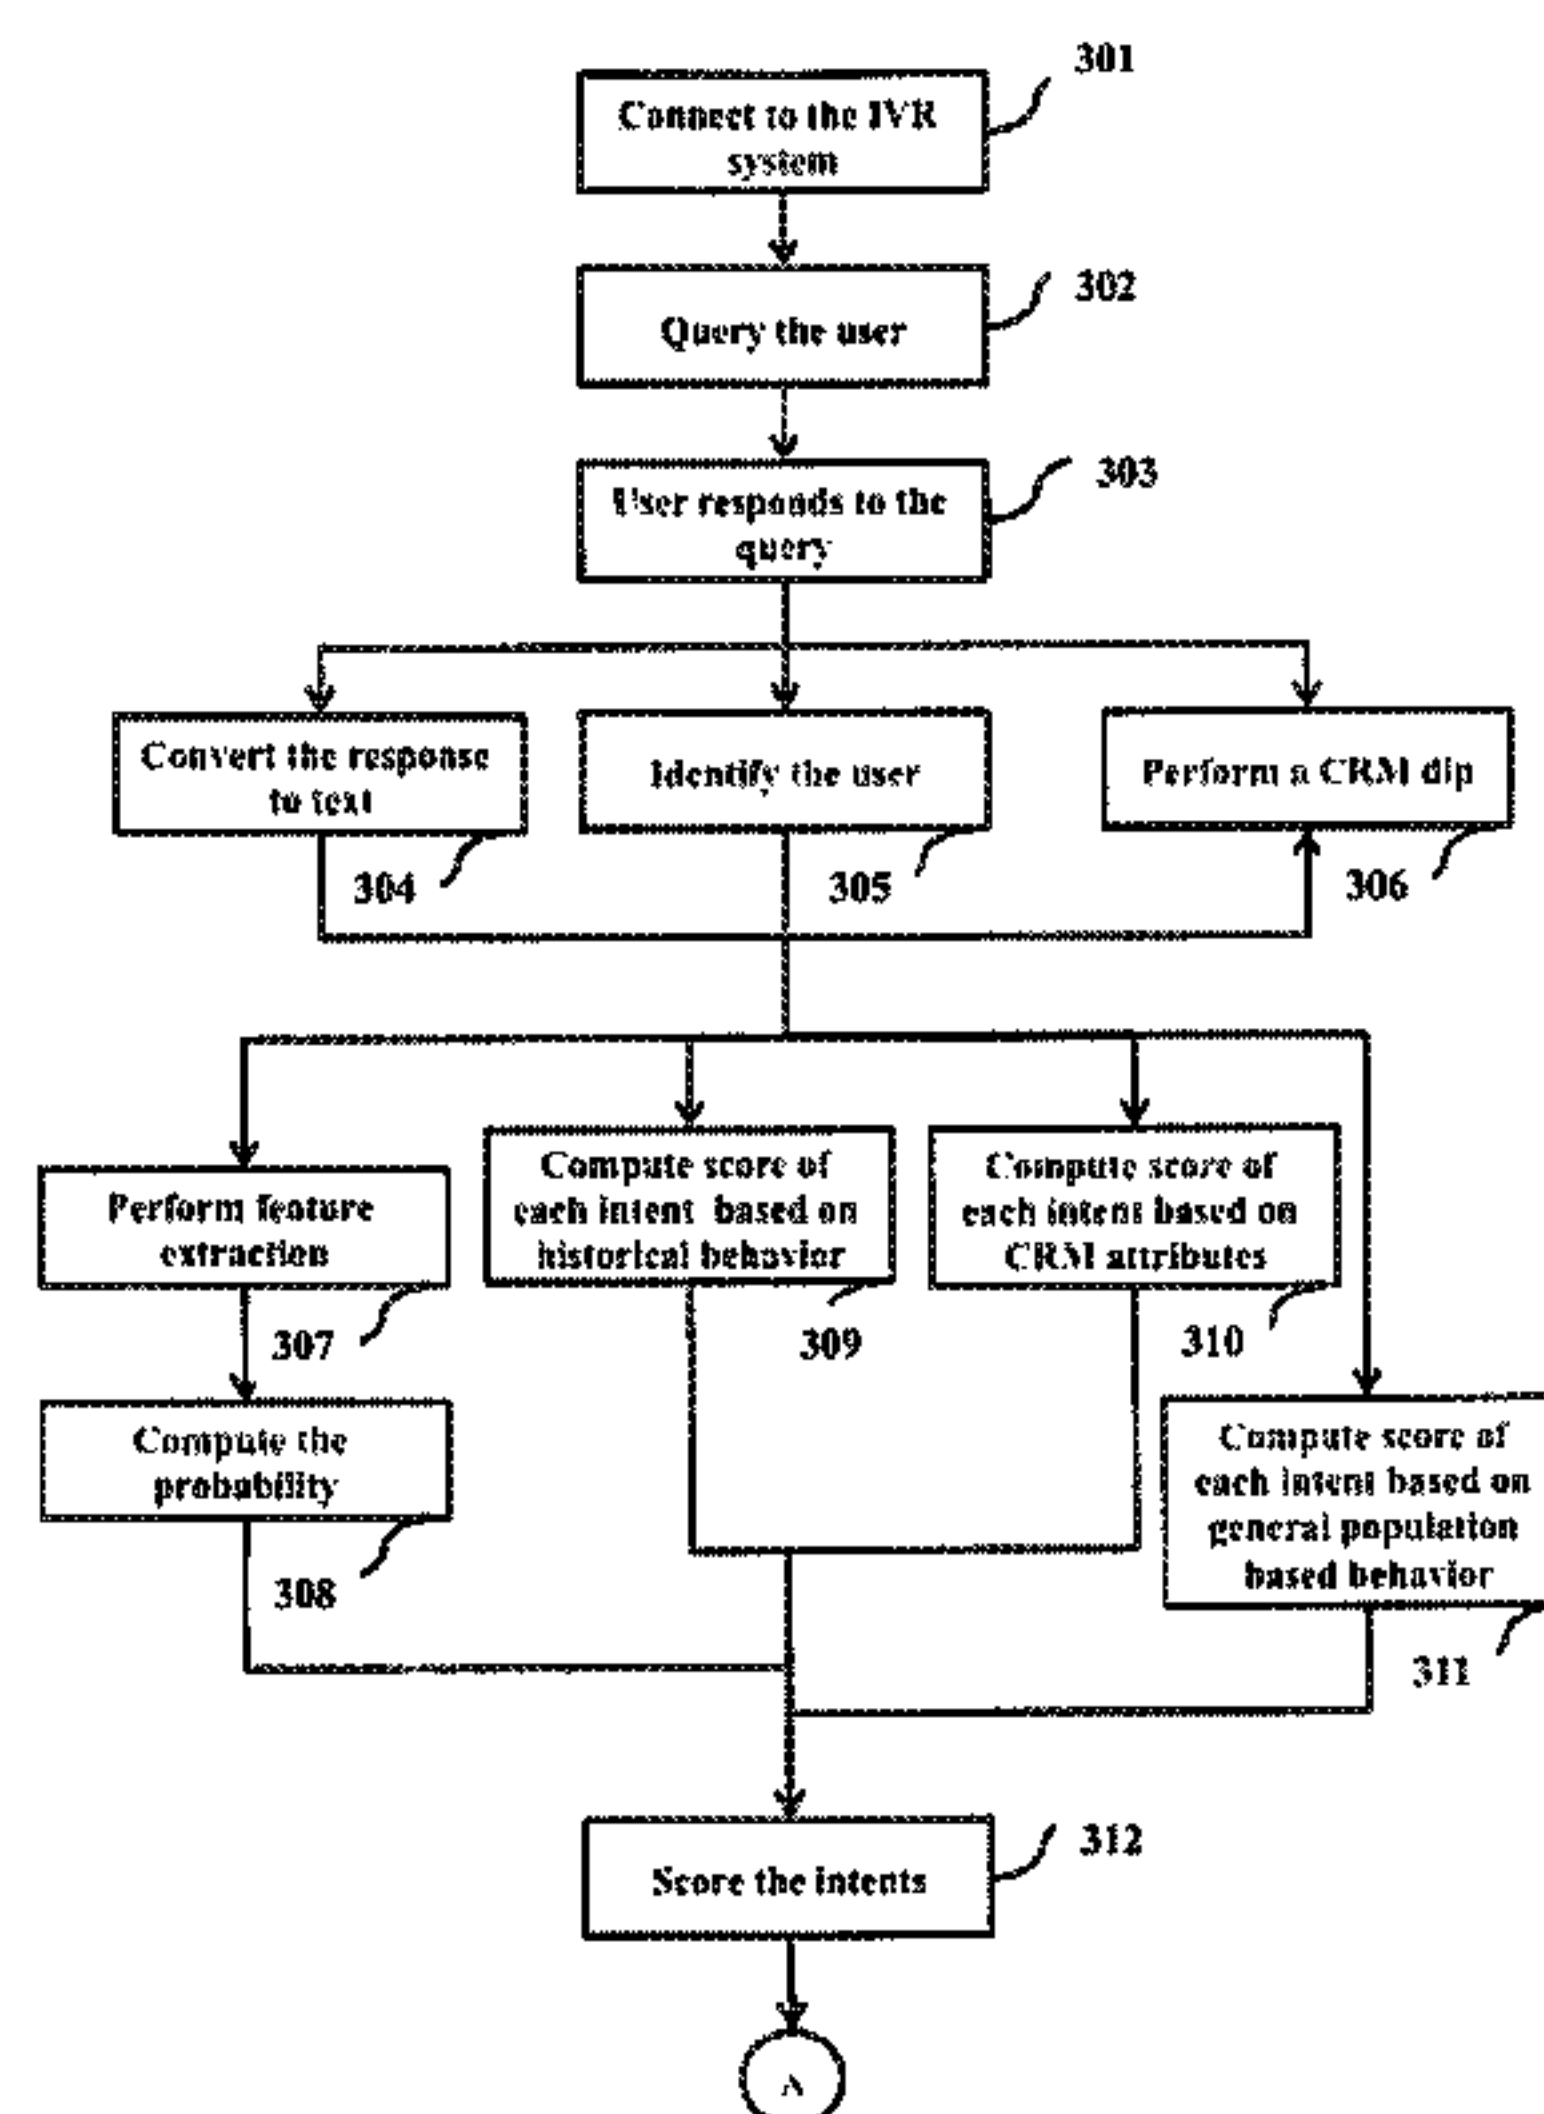 301
Connect to the IVR
system
302
Query the user
303
User responds to the
query
Convert the response
to text
Identify the user
Perform a CRM dip
304
305
306
Perform feature
extraction
Compute score of
each intent based on
historical behavior
Compute score of
each intent based on
CRM attributes
307
309
310
Compute the
probability
Compute score of
each intent based on
general population
based behavior
308
311
312
Score the intents
A